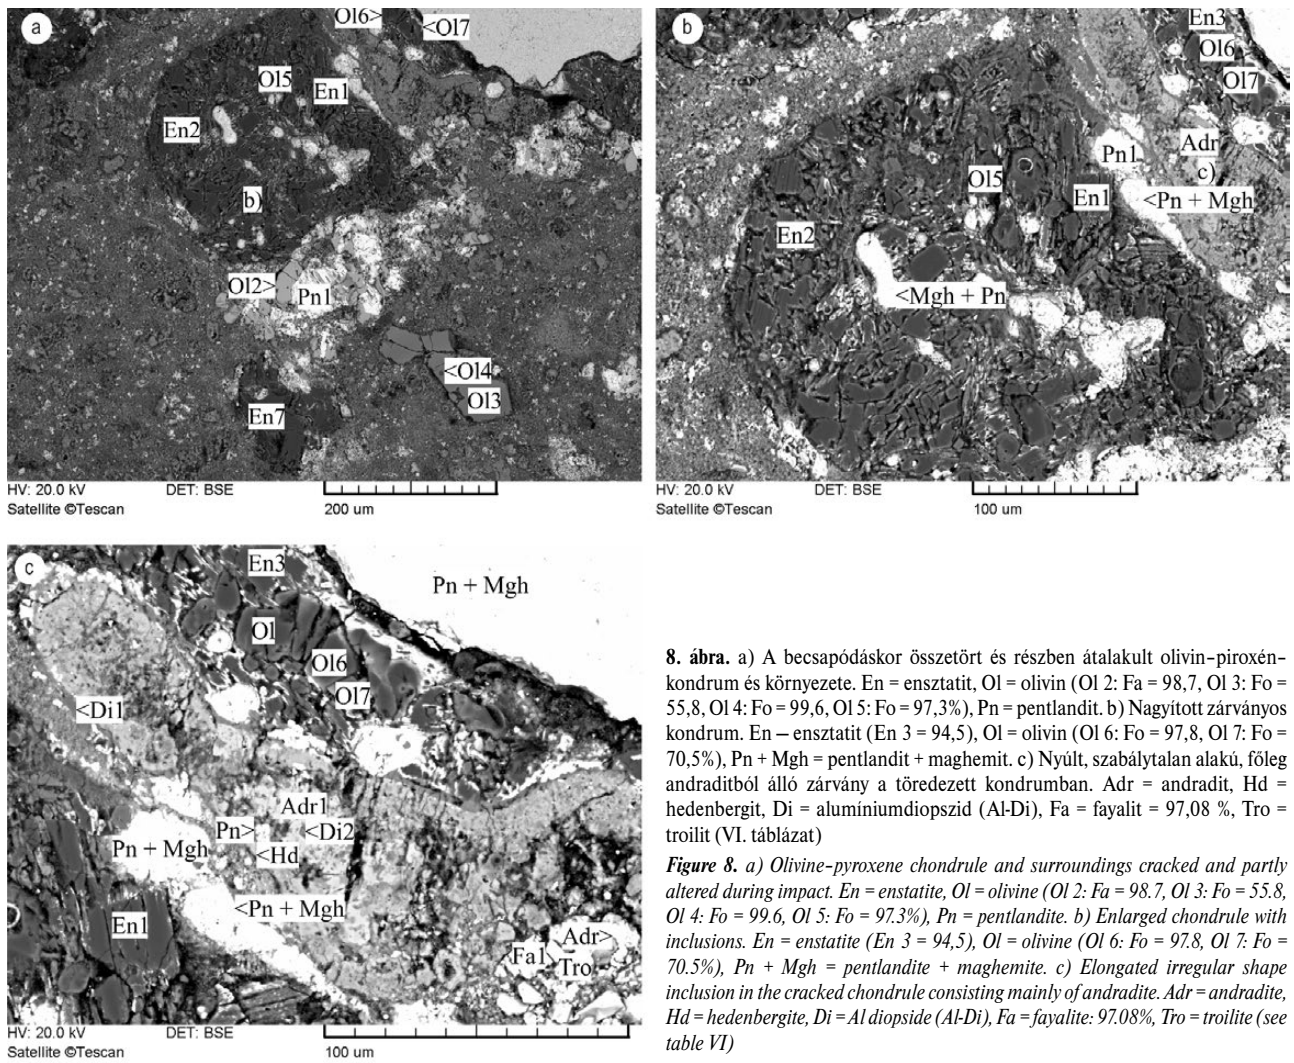 a
Ol6>
<Ol7
Ol5
En1
En2
b)
Ol2>
Pn1
<Ol4
Ol3
En7
HV: 20.0 kV DET: BSE
Satellite ©Tescan 200 um
b
En3
Ol6
Ol7
Pn1
Adr
c)
Ol5
En1
<Pn + Mgh
En2
<Mgh + Pn
HV: 20.0 kV DET: BSE
Satellite ©Tescan 100 um
c
En3
Pn + Mgh
Ol
Ol6
Ol7
<Di1
Adr1
Pn>
<Di2
Pn + Mgh
<Hd
<Pn + Mgh
En1
Adr>
Fa1
Tro
HV: 20.0 kV DET: BSE
Satellite ©Tescan 100 um
8. ábra. a) A becsapódáskor összetört és részben átalakult olivin-piroxén-
kondrum és környezete. En = ensztatit, Ol = olivin (Ol 2: Fa = 98,7, Ol 3: Fo =
55,8, Ol 4: Fo = 99,6, Ol 5: Fo = 97,3%), Pn = pentlandit. b) Nagyított zárványos
kondrum. En – ensztatit (En 3 = 94,5), Ol = olivin (Ol 6: Fo = 97,8, Ol 7: Fo =
70,5%), Pn + Mgh = pentlandit + maghemit. c) Nyúlt, szabálytalan alakú, főleg
andraditból álló zárvány a töredezett kondrumban. Adr = andradit, Hd =
hedenbergit, Di = alumíniumdiopszid (Al-Di), Fa = fayalit = 97,08 %, Tro =
troilit (VI. táblázat)
Figure 8. a) Olivine-pyroxene chondrule and surroundings cracked and partly
altered during impact. En = enstatite, Ol = olivine (Ol 2: Fa = 98.7, Ol 3: Fo = 55.8,
Ol 4: Fo = 99.6, Ol 5: Fo = 97.3%), Pn = pentlandite. b) Enlarged chondrule with
inclusions. En = enstatite (En 3 = 94,5), Ol = olivine (Ol 6: Fo = 97.8, Ol 7: Fo =
70.5%), Pn + Mgh = pentlandite + maghemite. c) Elongated irregular shape
inclusion in the cracked chondrule consisting mainly of andradite. Adr = andradite,
Hd = hedenbergite, Di = Al diopside (Al-Di), Fa = fayalite: 97.08%, Tro = troilite (see
table VI)